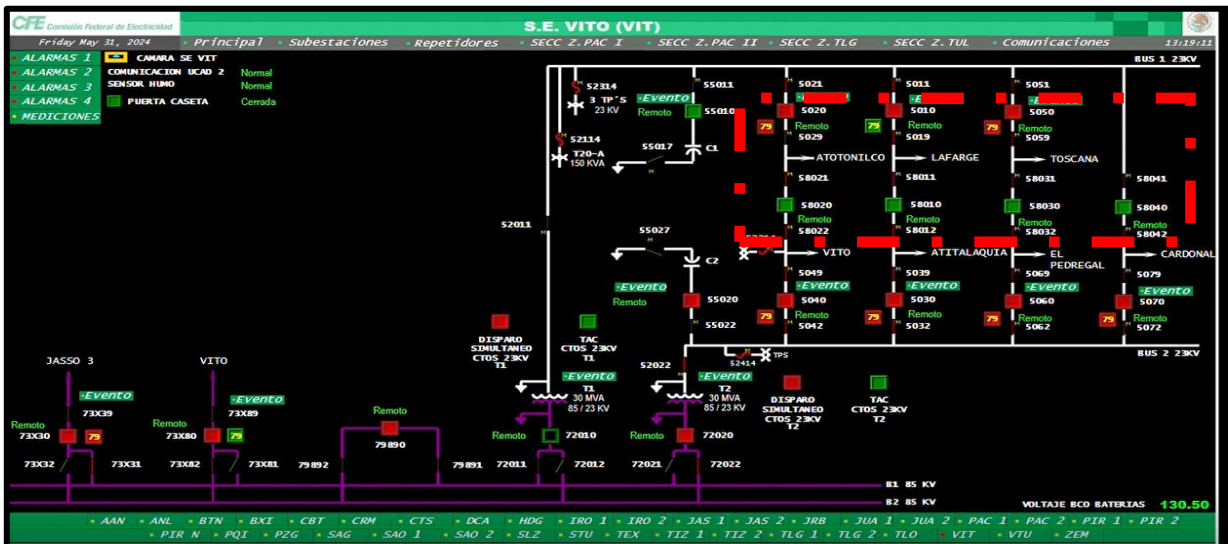 CFE Comisión Federal de Electricidad
S.E. VITO (VIT)
Friday May 31, 2024 Principal Subestaciones Repetidores SECC Z.PAC I SECC Z.PAC II SECC Z.TLG SECC Z.TUL Comunicaciones 13:19:11
ALARMAS 1 CAMARA SE VIT
ALARMAS 2 COMUNICACION UCAD 2 Normal
ALARMAS 3 SENSOR HUMO Normal
ALARMAS 4 PUERTA CASETA Cerrada
MEDICIONES
BUS 1 23KV
52314 55011 5021 5011 5051
3 TP´S
23 KV
Evento
Remoto 55010 5020 5010 5050
79 Remoto 79 Remoto 79 Remoto
5029 5019 5059
52114
T20-A
150 KVA
55017 C1
ATOTONILCO LAFARGE TOSCANA
58021 58011 58031 58041
58020 58010 58030 58040
Remoto Remoto Remoto Remoto
58022 58012 58032 58042
52011 55027
C2
VITO ATITALAQUIA EL PEDREGAL CARDONAL
5049 5039 5069 5079
Evento Evento Evento Evento Evento
Remoto 55020 5040 5030 5060 5070
79 Remoto 79 Remoto 79 Remoto 79 Remoto
55022 5042 5032 5062 5072
DISPARO SIMULTANEO CTOS 23KV T1
TAC CTOS 23KV T1
BUS 2 23KV
52022 52414 TPS
JASSO 3 VITO
Evento Evento
T1 T2
30 MVA 30 MVA
85 / 23 KV 85 / 23 KV
DISPARO SIMULTANEO CTOS 23KV T2
TAC CTOS 23KV T2
Evento Evento
73X39 73X89
Remoto Remoto Remoto Remoto Remoto
73X30 79 73X80 79 79890 72010 72020
73X32 73X31 73X82 73X81 79892 79891 72011 72012 72021 72022
B1 85 KV
B2 85 KV
VOLTAJE BCO BATERIAS 130.50
AAN ANL BTN BXI CBT CRM CTS DCA HDG IRO 1 IRO 2 JAS 1 JAS 2 JRB JUA 1 JUA 2 PAC 1 PAC 2 PIR 1 PIR 2
PIR N PQI PZG SAG SAO 1 SAO 2 SLZ STU TEX TIZ 1 TIZ 2 TLG 1 TLG 2 TLO VIT VTU ZEM